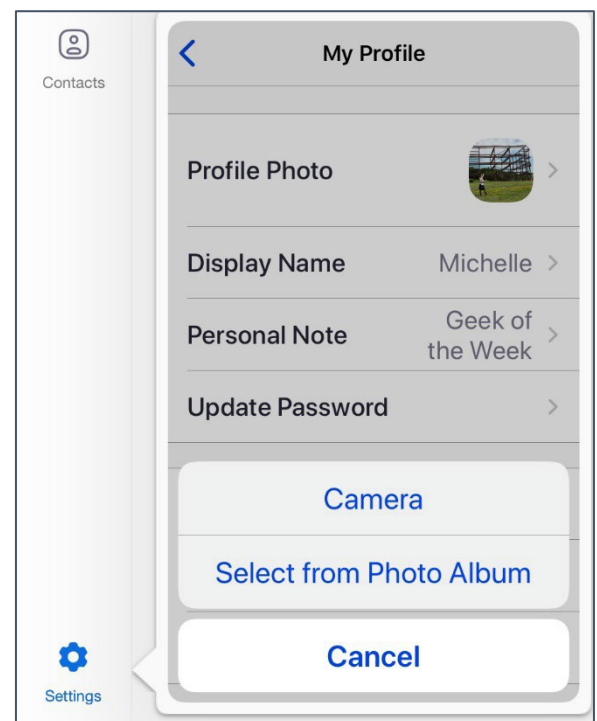 Contacts
My Profile
Profile Photo
Display Name Michelle
Personal Note Geek of
the Week
Update Password
Camera
Select from Photo Album
Cancel
Settings